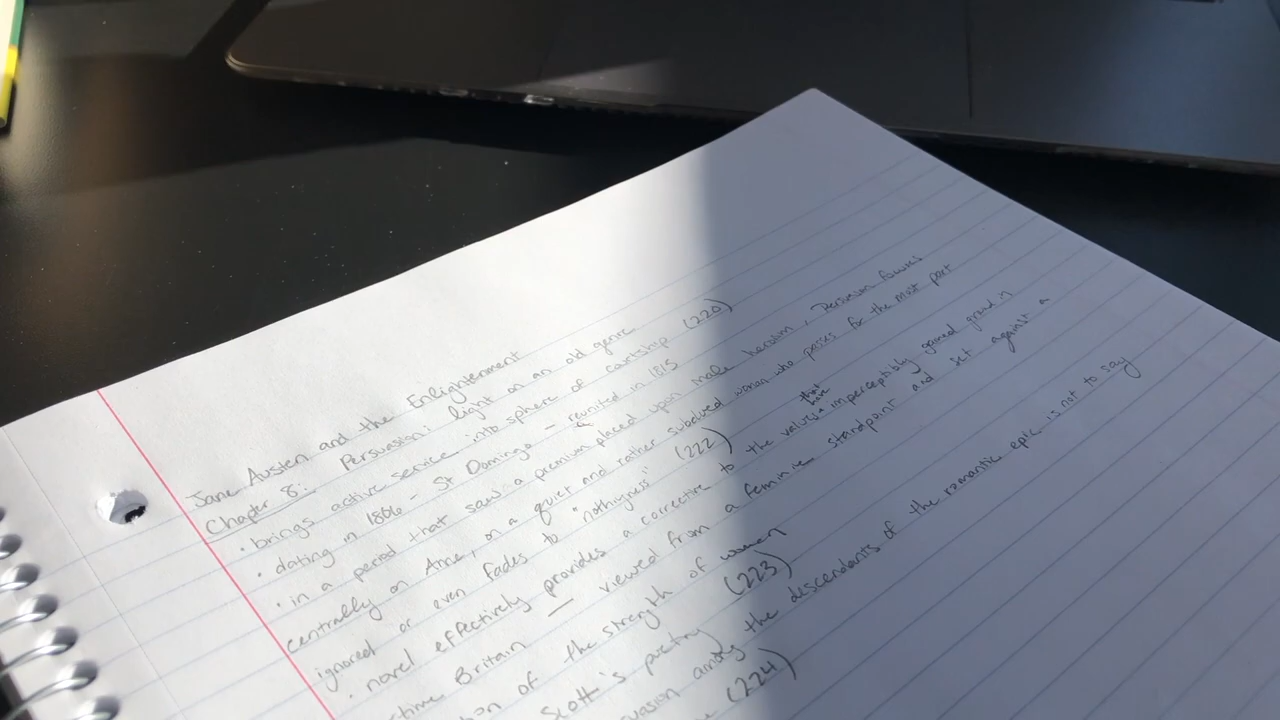 Jane Austen and the Enlightenment
Chapter 8: Persuasion: light on an old genre
• brings active service into sphere of courtship (220)
• dating in 1806 - St Domingo - reunited in 1815
• in a period that saw a premium placed upon male heroism, Persuasion focuses
centrally on Anne, on a quiet and rather subdued woman who passes for the most part
ignored or even fades to "nothingness" (222)
• novel effectively provides a corrective to the values that have imperceptibly gained ground in
time Britain — viewed from a feminine standpoint and set against a
of the strength of women (223)
Scott's poetry
among the descendants of the romantic epic is not to say
(224)